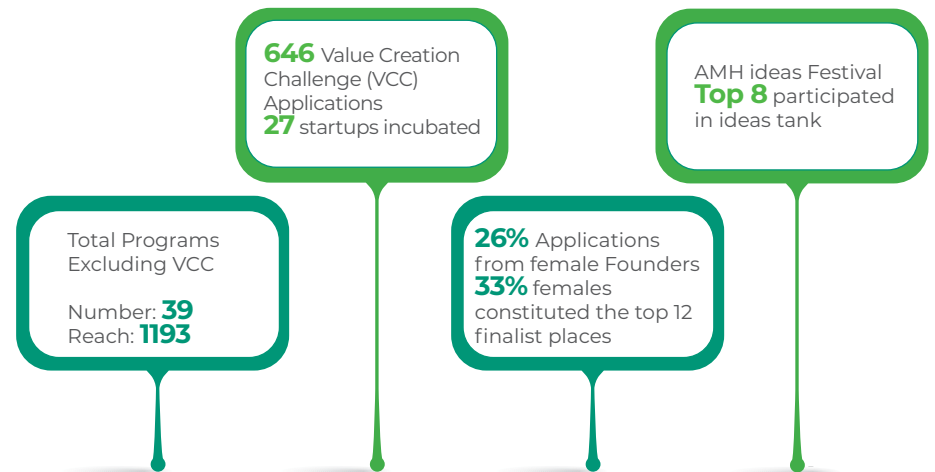 646 Value Creation
Challenge (VCC)
Applications
27 startups incubated
AMH ideas Festival
Top 8 participated
in ideas tank
Total Programs
Excluding VCC
Number: 39
Reach: 1193
26% Applications
from female Founders
33% females
constituted the top 12
finalist places